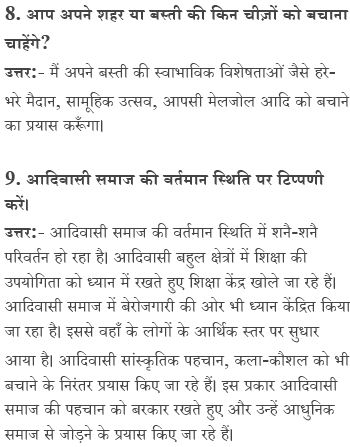 8. आप अपने शहर या बस्ती की किन चीज़ों को बचाना
चाहेंगे?
उत्तर:- मैं अपने बस्ती की स्वाभाविक विशेषताओं जैसे हरे-
भरे मैदान, सामूहिक उत्सव, आपसी मेलजोल आदि को बचाने
का प्रयास करूँगा।
9. आदिवासी समाज की वर्तमान स्थिति पर टिप्पणी
करें।
उत्तर:- आदिवासी समाज की वर्तमान स्थिति में शनै-शनै
परिवर्तन हो रहा है। आदिवासी बहुल क्षेत्रों में शिक्षा की
उपयोगिता को ध्यान में रखते हुए शिक्षा केंद्र खोले जा रहे हैं।
आदिवासी समाज में बेरोजगारी की ओर भी ध्यान केंद्रित किया
जा रहा है। इससे वहाँ के लोगों के आर्थिक स्तर पर सुधार
आया है। आदिवासी सांस्कृतिक पहचान, कला-कौशल को भी
बचाने के निरंतर प्रयास किए जा रहे हैं। इस प्रकार आदिवासी
समाज की पहचान को बरकार रखते हुए और उन्हें आधुनिक
समाज से जोड़ने के प्रयास किए जा रहे हैं।